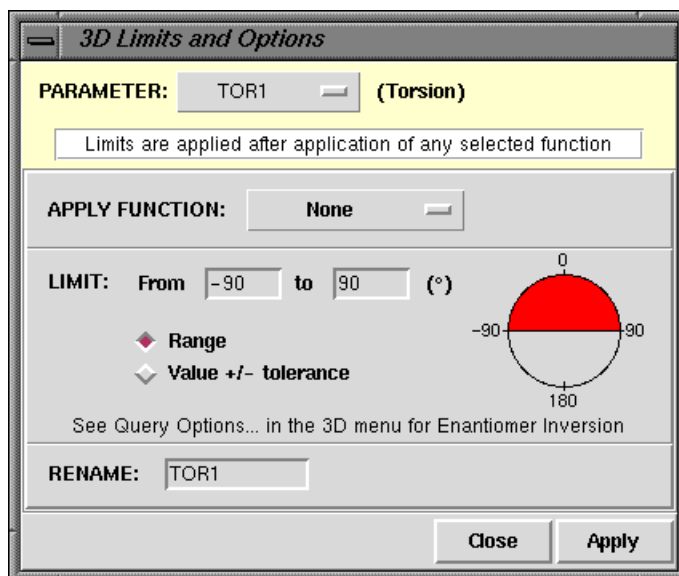 3D Limits and Options
PARAMETER: TOR1 (Torsion)
Limits are applied after application of any selected function
APPLY FUNCTION: None
LIMIT: From -90 to 90 (°)
0
-90 90
180
Range
Value +/- tolerance
See Query Options... in the 3D menu for Enantiomer Inversion
RENAME: TOR1
Close Apply